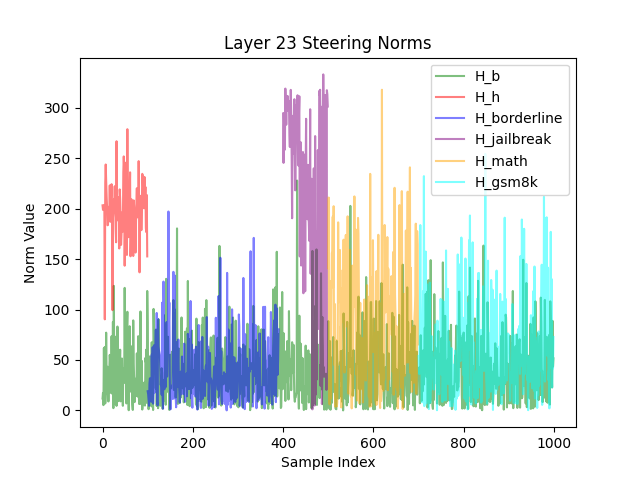 Layer 23 Steering Norms
H_b
H_h
H_borderline
H_jailbreak
H_math
H_gsm8k
Norm Value
300
250
200
150
100
50
0
0 200 400 600 800 1000
Sample Index